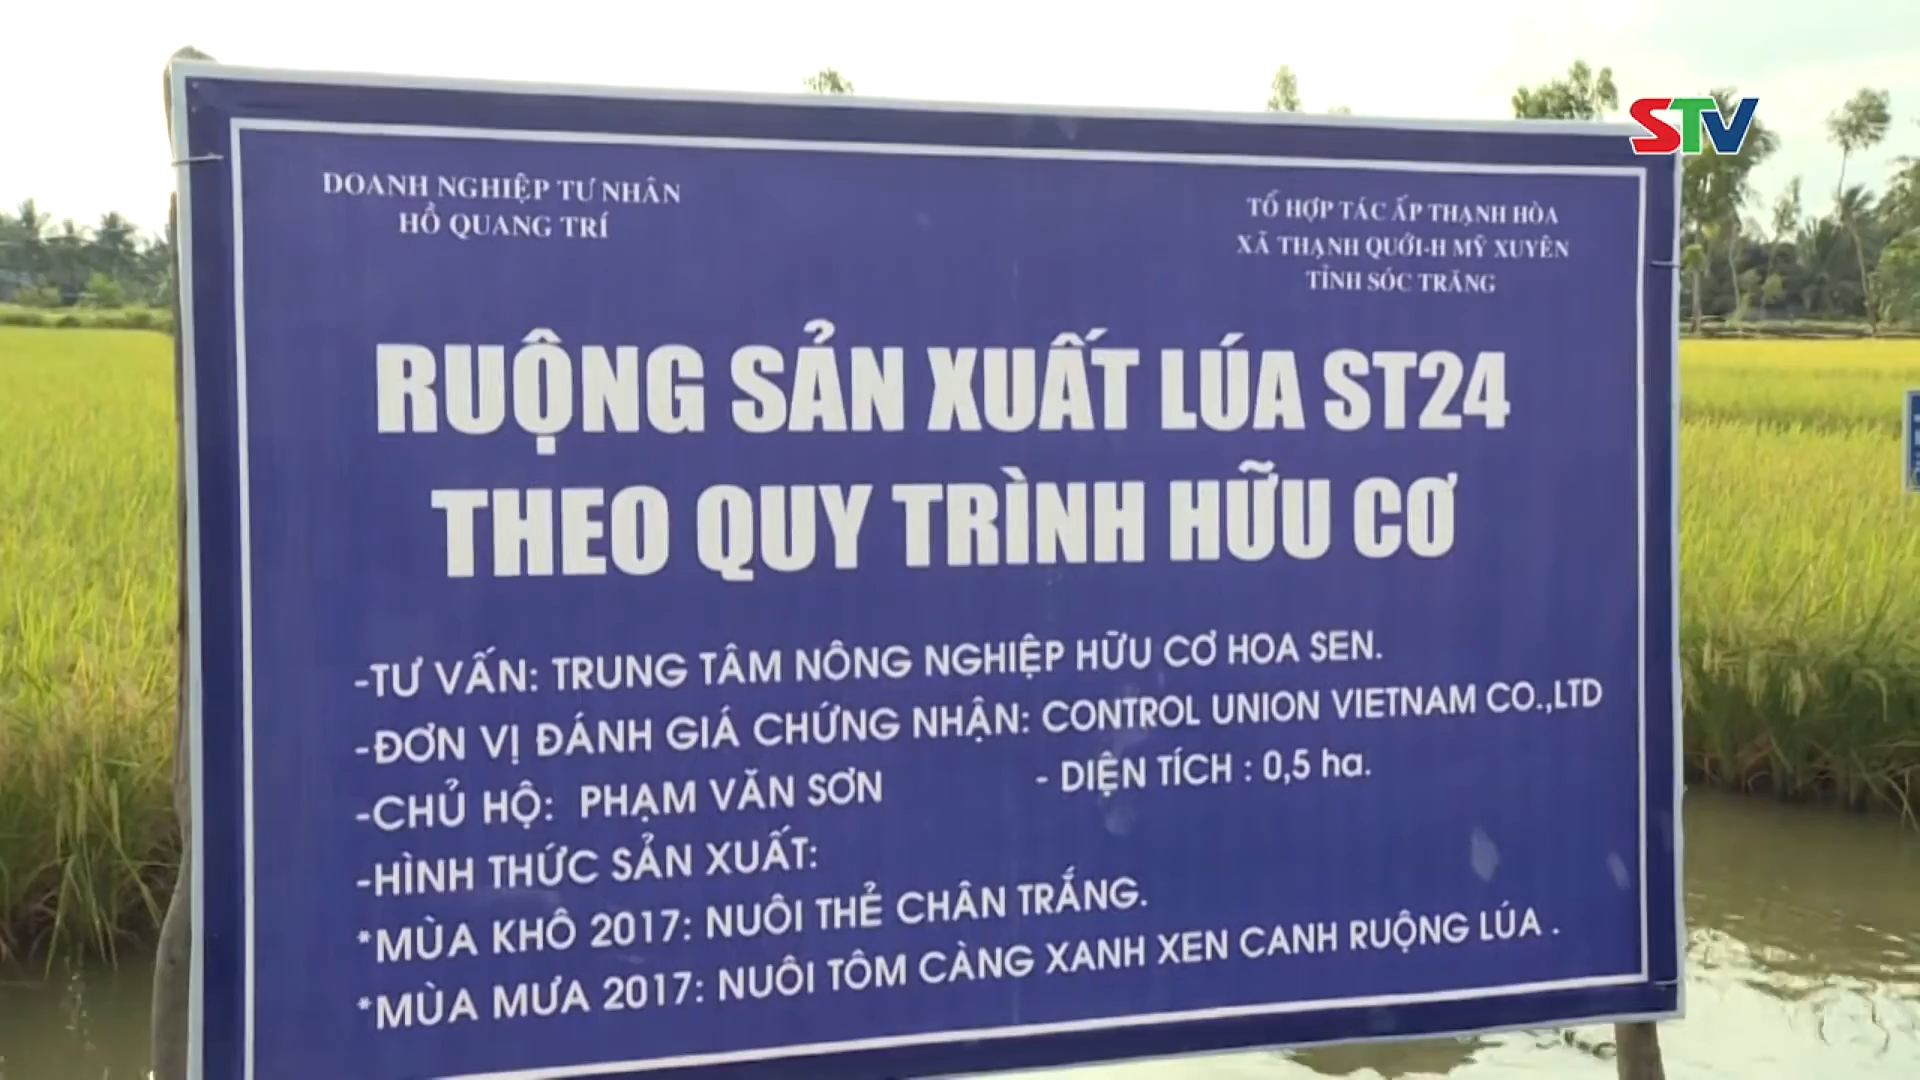 STV
DOANH NGHIỆP TƯ NHÂN
HỒ QUANG TRÍ
TỔ HỢP TÁC ẤP THẠNH HÒA
XÃ THẠNH QUỚI-H MỸ XUYÊN
TỈNH SÓC TRĂNG
RUỘNG SẢN XUẤT LÚA ST24
THEO QUY TRÌNH HỮU CƠ
-TƯ VẤN: TRUNG TÂM NÔNG NGHIỆP HỮU CƠ HOA SEN.
-ĐƠN VỊ ĐÁNH GIÁ CHỨNG NHẬN: CONTROL UNION VIETNAM CO.,LTD
-CHỦ HỘ: PHẠM VĂN SƠN - DIỆN TÍCH : 0,5 ha.
-HÌNH THỨC SẢN XUẤT:
*MÙA KHÔ 2017: NUÔI THẺ CHÂN TRẮNG.
*MÙA MƯA 2017: NUÔI TÔM CÀNG XANH XEN CANH RUỘNG LÚA .